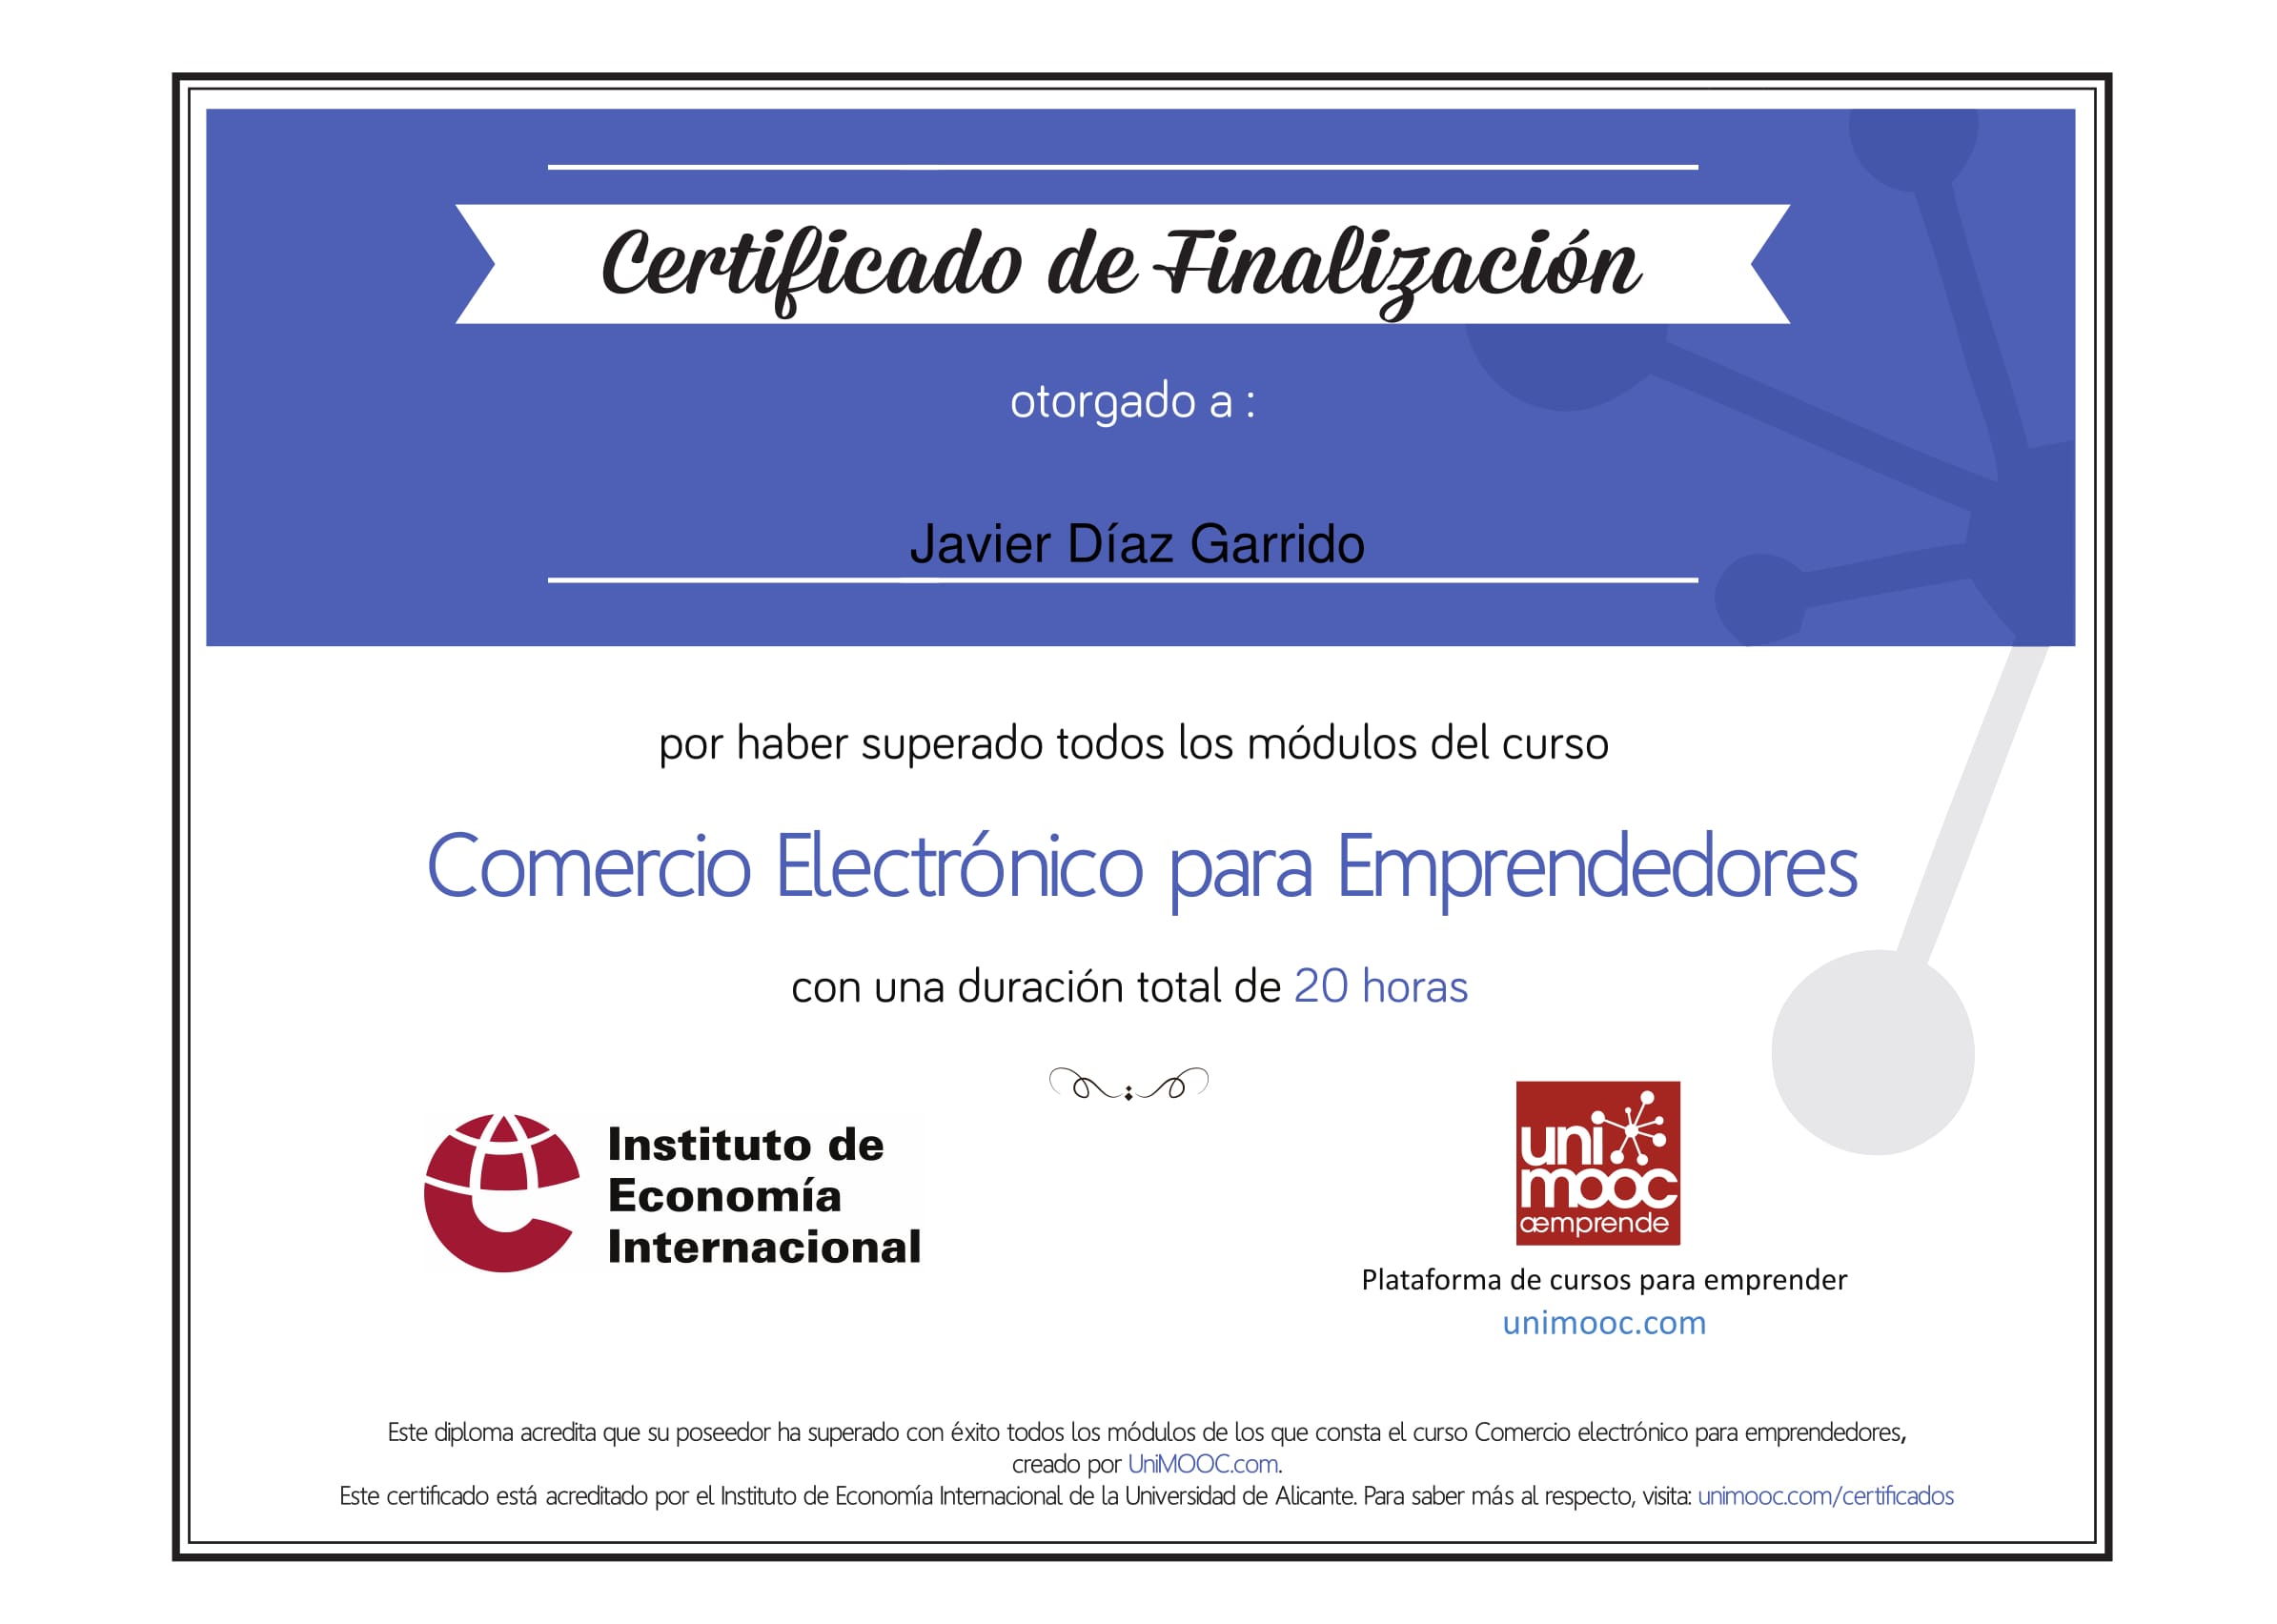 Certificado de Finalización
otorgado a :
Javier Díaz Garrido
por haber superado todos los módulos del curso
Comercio Electrónico para Emprendedores
con una duración total de 20 horas
Instituto de
Economía
Internacional
uni
mooc
æmprende
Plataforma de cursos para emprender
unimooc.com
Este diploma acredita que su poseedor ha superado con éxito todos los módulos de los que consta el curso Comercio electrónico para emprendedores,
creado por UniMOOC.com.
Este certificado está acreditado por el Instituto de Economía Internacional de la Universidad de Alicante. Para saber más al respecto, visita: unimooc.com/certificados